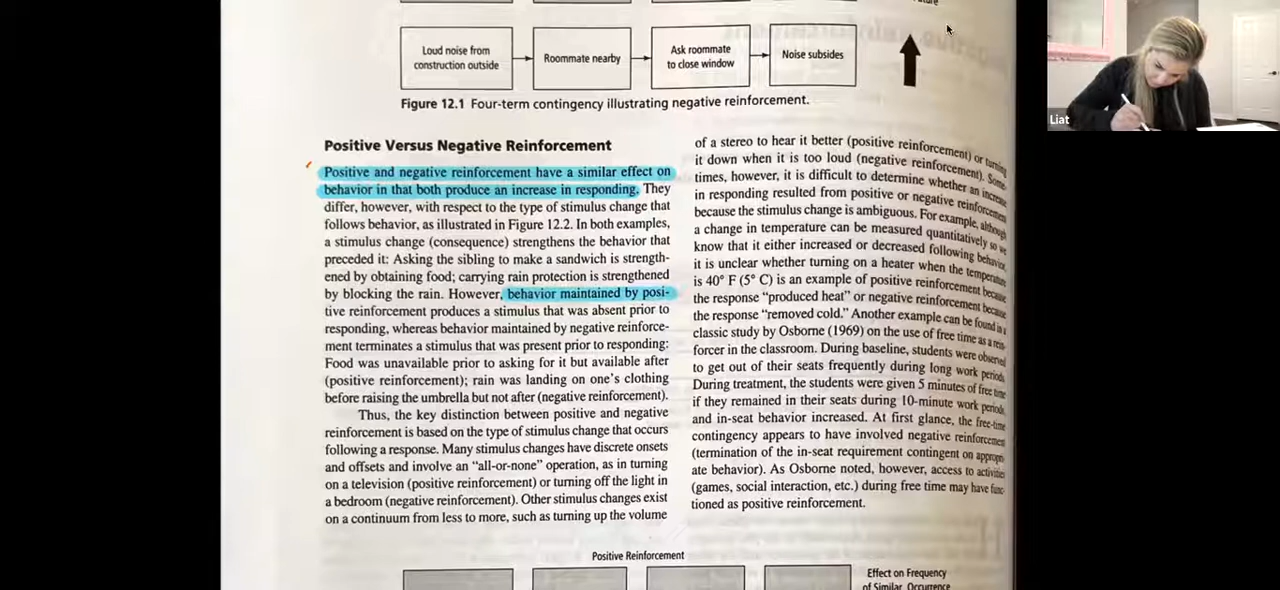 Loud noise from
construction outside
Roommate nearby
Ask roommate
to close window
Noise subsides
Figure 12.1 Four-term contingency illustrating negative reinforcement.
Liat
Positive Versus Negative Reinforcement
Positive and negative reinforcement have a similar effect on
behavior in that both produce an increase in responding. They
differ, however, with respect to the type of stimulus change that
follows behavior, as illustrated in Figure 12.2. In both examples,
a stimulus change (consequence) strengthens the behavior that
preceded it: Asking the sibling to make a sandwich is strength-
ened by obtaining food; carrying rain protection is strengthened
by blocking the rain. However, behavior maintained by posi-
tive reinforcement produces a stimulus that was absent prior to
responding, whereas behavior maintained by negative reinforce-
ment terminates a stimulus that was present prior to responding:
Food was unavailable prior to asking for it but available after
(positive reinforcement); rain was landing on one's clothing
before raising the umbrella but not after (negative reinforcement).
Thus, the key distinction between positive and negative
reinforcement is based on the type of stimulus change that occurs
following a response. Many stimulus changes have discrete onsets
and offsets and involve an "all-or-none" operation, as in turning
on a television (positive reinforcement) or turning off the light in
a bedroom (negative reinforcement). Other stimulus changes exist
on a continuum from less to more, such as turning up the volume
of a stereo to hear it better (positive reinforcement) or turning
it down when it is too loud (negative reinforcement). Some-
times, however, it is difficult to determine whether an increase
in responding resulted from positive or negative reinforcement
because the stimulus change is ambiguous. For example, although
a change in temperature can be measured quantitatively so we
know that it either increased or decreased following behavior,
it is unclear whether turning on a heater when the temperature
is 40° F (5° C) is an example of positive reinforcement because
the response "produced heat" or negative reinforcement because
the response "removed cold." Another example can be found in a
classic study by Osborne (1969) on the use of free time as a rein-
forcer in the classroom. During baseline, students were observed
to get out of their seats frequently during long work periods.
During treatment, the students were given 5 minutes of free time
if they remained in their seats during 10-minute work periods,
and in-seat behavior increased. At first glance, the free-time
contingency appears to have involved negative reinforcement
(termination of the in-seat requirement contingent on appropri-
ate behavior). As Osborne noted, however, access to activities
(games, social interaction, etc.) during free time may have func-
tioned as positive reinforcement.
Positive Reinforcement
Effect on Frequency
of Similar Occurrence